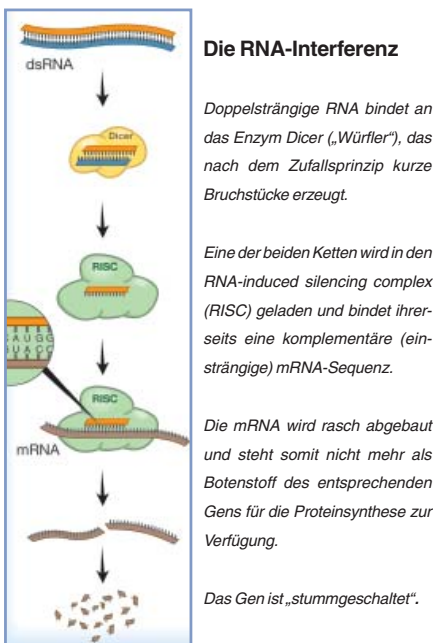 dsRNA
Dicer
RISC
C A U G G
G U A C C
RISC
mRNA
Die RNA-Interferenz
Doppelsträngige RNA bindet an
das Enzym Dicer („Würfler“), das
nach dem Zufallsprinzip kurze
Bruchstücke erzeugt.
Eine der beiden Ketten wird in den
RNA-induced silencing complex
(RISC) geladen und bindet ihrer-
seits eine komplementäre (ein-
strängige) mRNA-Sequenz.
Die mRNA wird rasch abgebaut
und steht somit nicht mehr als
Botenstoff des entsprechenden
Gens für die Proteinsynthese zur
Verfügung.
Das Gen ist „stummgeschaltet“.